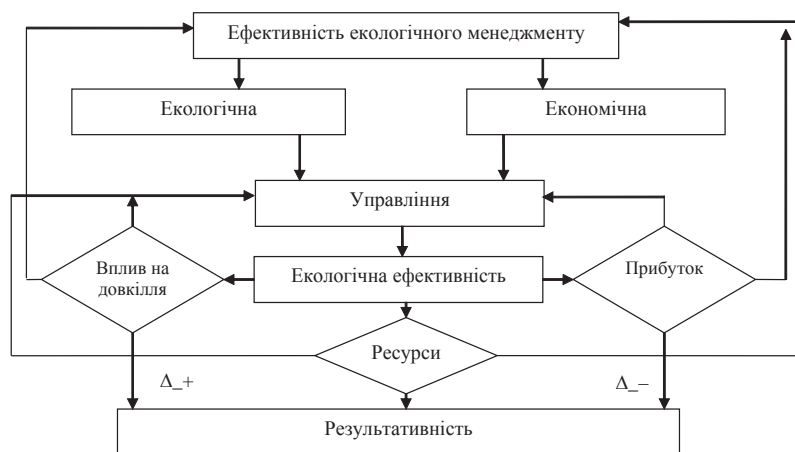 Ефективність екологічного менеджменту
Екологічна
Економічна
Управління
Вплив на
довкілля
Екологічна ефективність
Прибуток
Ресурси
Δ_+
Δ_−
Результативність